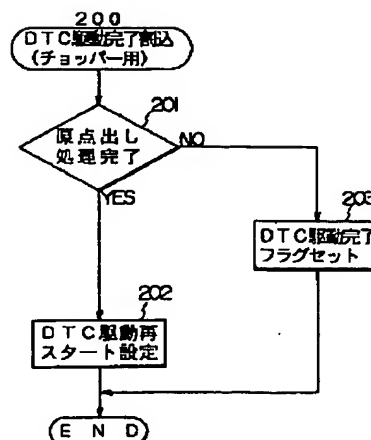 200
DTC駆動完了割込
(チョッパー用)
201
原点出し
処理完了
NO
YES
203
DTC駆動完了
フラグセット
202
DTC駆動再
スタート設定
END